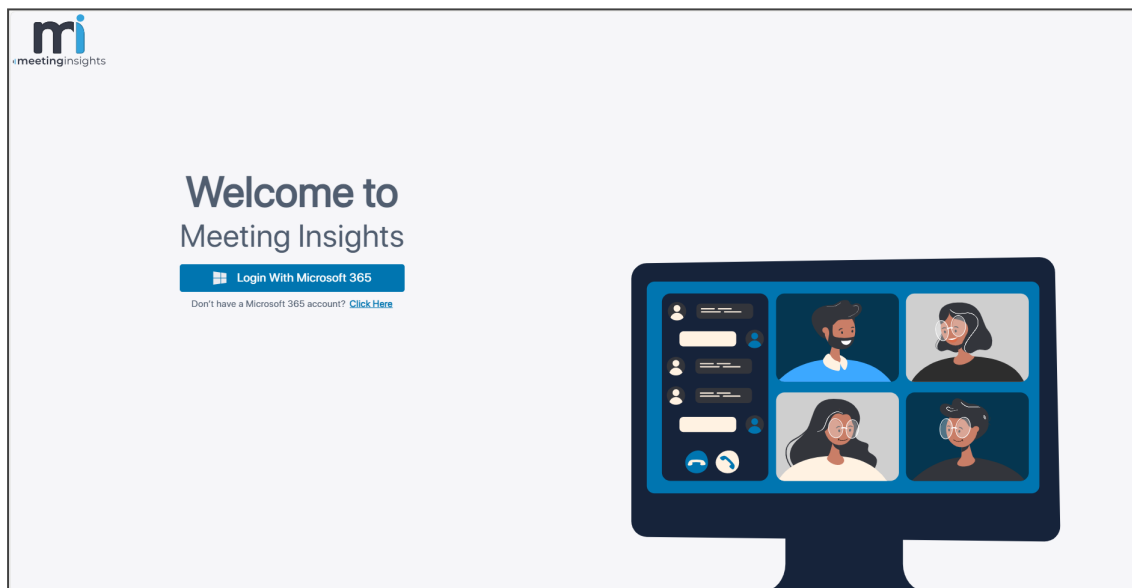 mi
meetinginsights
Welcome to
Meeting Insights
Login With Microsoft 365
Don't have a Microsoft 365 account? Click Here